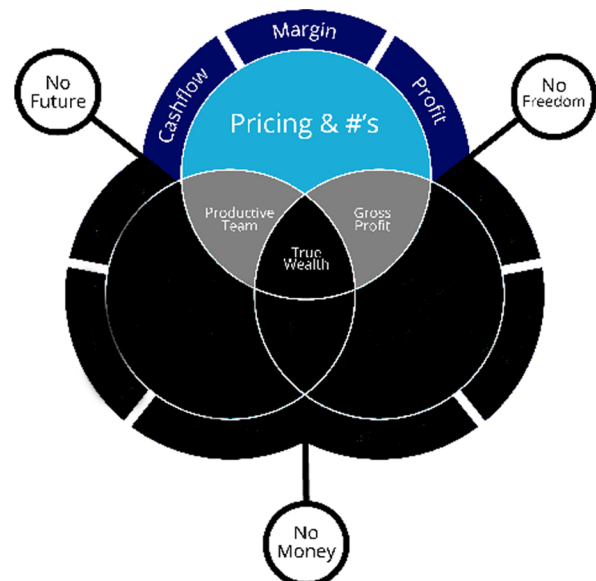 Margin
Cashflow
Profit
No
Future
No
Freedom
Pricing & #'s
Productive
Team
Gross
Profit
True
Wealth
No
Money